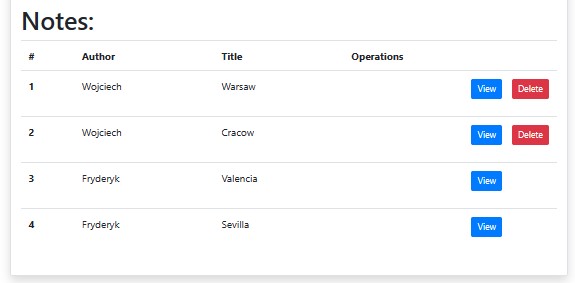 Notes:
# Author Title Operations
1 Wojciech Warsaw View Delete
2 Wojciech Cracow View Delete
3 Fryderyk Valencia View
4 Fryderyk Sevilla View